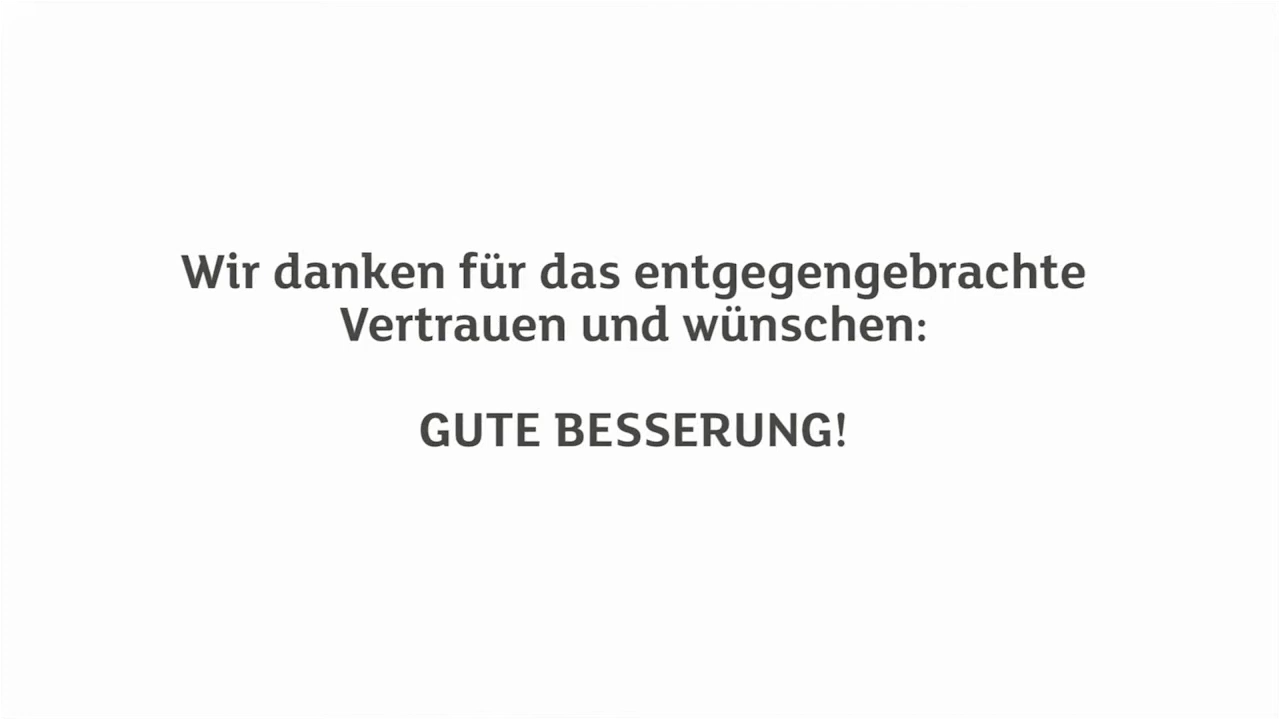 Wir danken für das entgegengebrachte
Vertrauen und wünschen:
GUTE BESSERUNG!